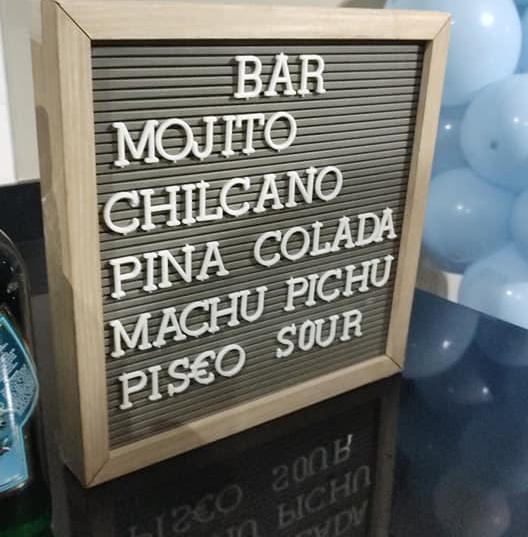 BAR
MOJITO
CHILCANO
PINA COLADA
MACHU PICHU
PIS€O SOUR